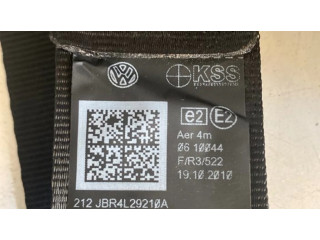 KSS
e2 E2
Aer 4m
06 10044
F/R3/522
19.10.2010
212 JBR4L29210A